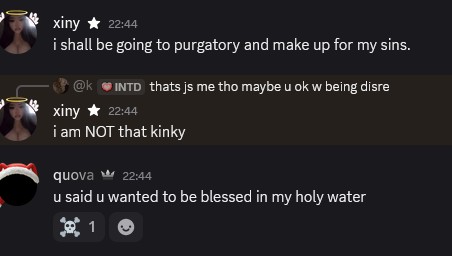 xiny 22:44
i shall be going to purgatory and make up for my sins.
@k INTD thats js me tho maybe u ok w being disre
xiny 22:44
i am NOT that kinky
quova 22:44
u said u wanted to be blessed in my holy water
1